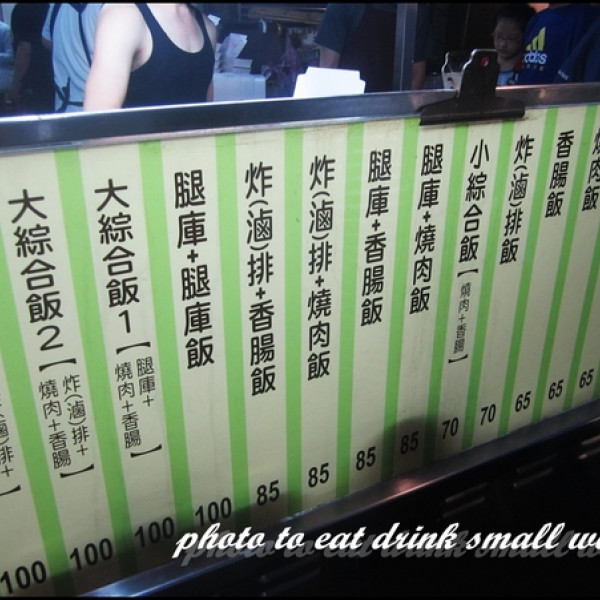 燒肉飯 65
香腸飯 65
炸(滷)排飯 70
小綜合飯【燒肉+香腸】 70
腿庫+燒肉飯 85
腿庫+香腸飯 85
炸(滷)排+燒肉飯 85
炸(滷)排+香腸飯 85
腿庫+腿庫飯 100
大綜合飯1【腿庫+燒肉+香腸】 100
大綜合飯2【炸(滷)排+燒肉+香腸】 100
100
65
adidas
photo to eat drink small